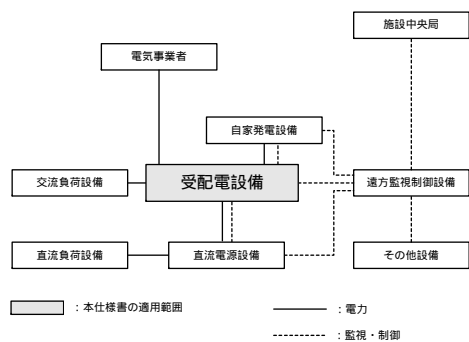 施設中央局
電気事業者
自家発電設備
交流負荷設備
受配電設備
遠方監視制御設備
直流負荷設備
直流電源設備
その他設備
：本仕様書の適用範囲
：電力
：監視・制御